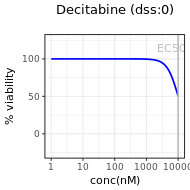 Decitabine (dss:0)
EC50
100
50
0
% viability
1 10 100 1000 10000
conc(nM)